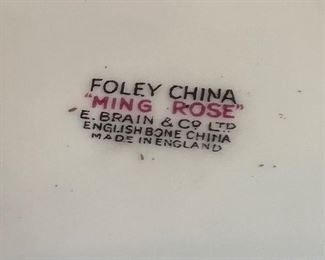 FOLEY CHINA
"MING ROSE"
E. BRAIN & CO LTD
ENGLISH BONE CHINA
MADE IN ENGLAND